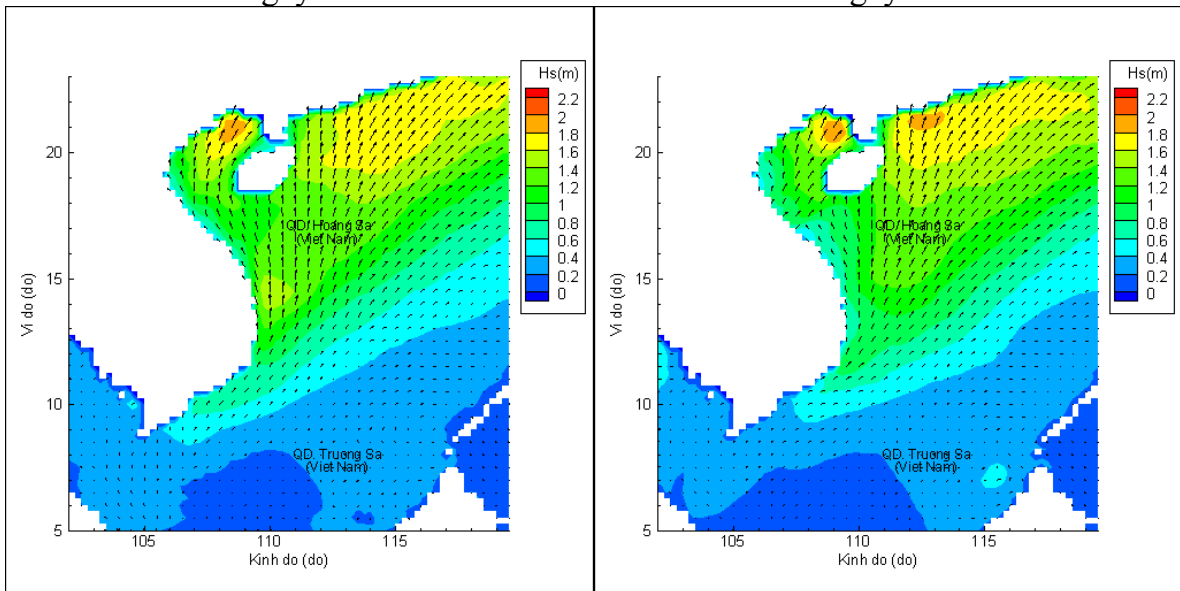 Hs(m)
2.2
2
1.8
1.6
1.4
1.2
1
0.8
0.6
0.4
0.2
0
20
15
10
5
Vi do (do)
QD. Hoang Sa
(Viet Nam)
QD. Truong Sa
(Viet Nam)
105
110
115
Kinh do (do)
Hs(m)
2.2
2
1.8
1.6
1.4
1.2
1
0.8
0.6
0.4
0.2
0
20
15
10
5
Vi do (do)
QD. Hoang Sa
(Viet Nam)
QD. Truong Sa
(Viet Nam)
105
110
115
Kinh do (do)